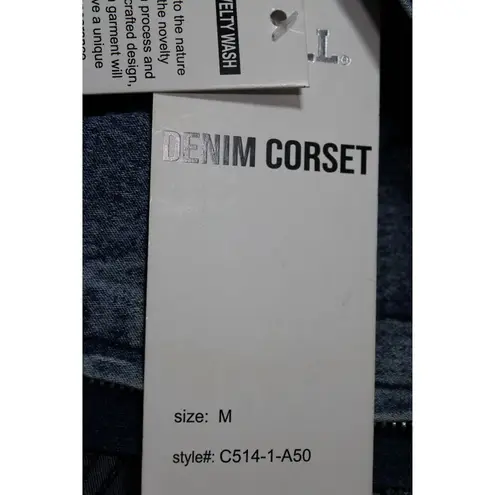 to the nature
the novelty
process and
crafted design,
a unique
garment will
VELTY WASH
.I.®
DENIM CORSET
size: M
style#: C514-1-A50